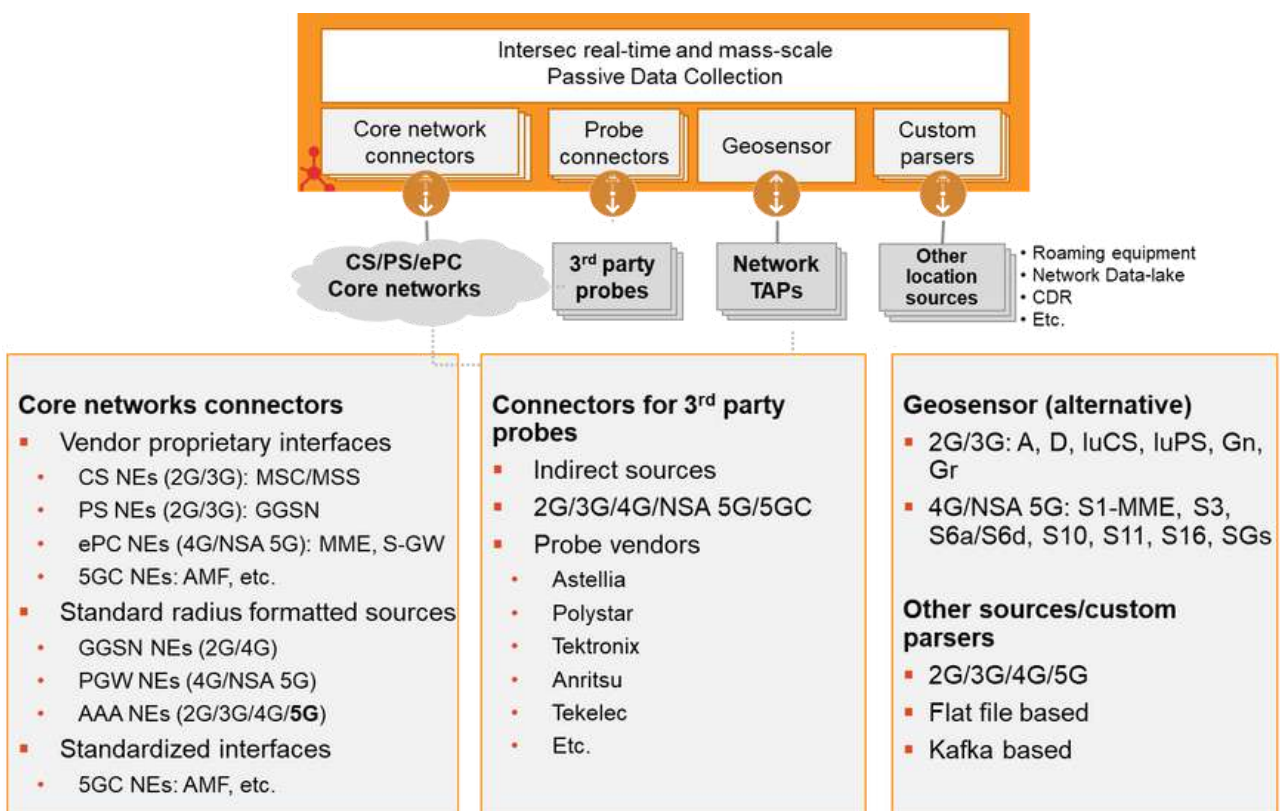 Intersec real-time and mass-scale
Passive Data Collection
Core network
connectors
Probe
connectors
Geosensor
Custom
parsers
CS/PS/ePC
Core networks
3rd party
probes
Network
TAPs
Other
location
sources
• Roaming equipment
• Network Data-lake
• CDR
• Etc.
Core networks connectors
▪ Vendor proprietary interfaces
• CS NEs (2G/3G): MSC/MSS
• PS NEs (2G/3G): GGSN
• ePC NEs (4G/NSA 5G): MME, S-GW
• 5GC NEs: AMF, etc.
▪ Standard radius formatted sources
• GGSN NEs (2G/4G)
• PGW NEs (4G/NSA 5G)
• AAA NEs (2G/3G/4G/5G)
▪ Standardized interfaces
• 5GC NEs: AMF, etc.
Connectors for 3rd party
probes
▪ Indirect sources
▪ 2G/3G/4G/NSA 5G/5GC
▪ Probe vendors
• Astellia
• Polystar
• Tektronix
• Anritsu
• Tekelec
• Etc.
Geosensor (alternative)
▪ 2G/3G: A, D, IuCS, IuPS, Gn,
Gr
▪ 4G/NSA 5G: S1-MME, S3,
S6a/S6d, S10, S11, S16, SGs
Other sources/custom
parsers
▪ 2G/3G/4G/5G
▪ Flat file based
▪ Kafka based